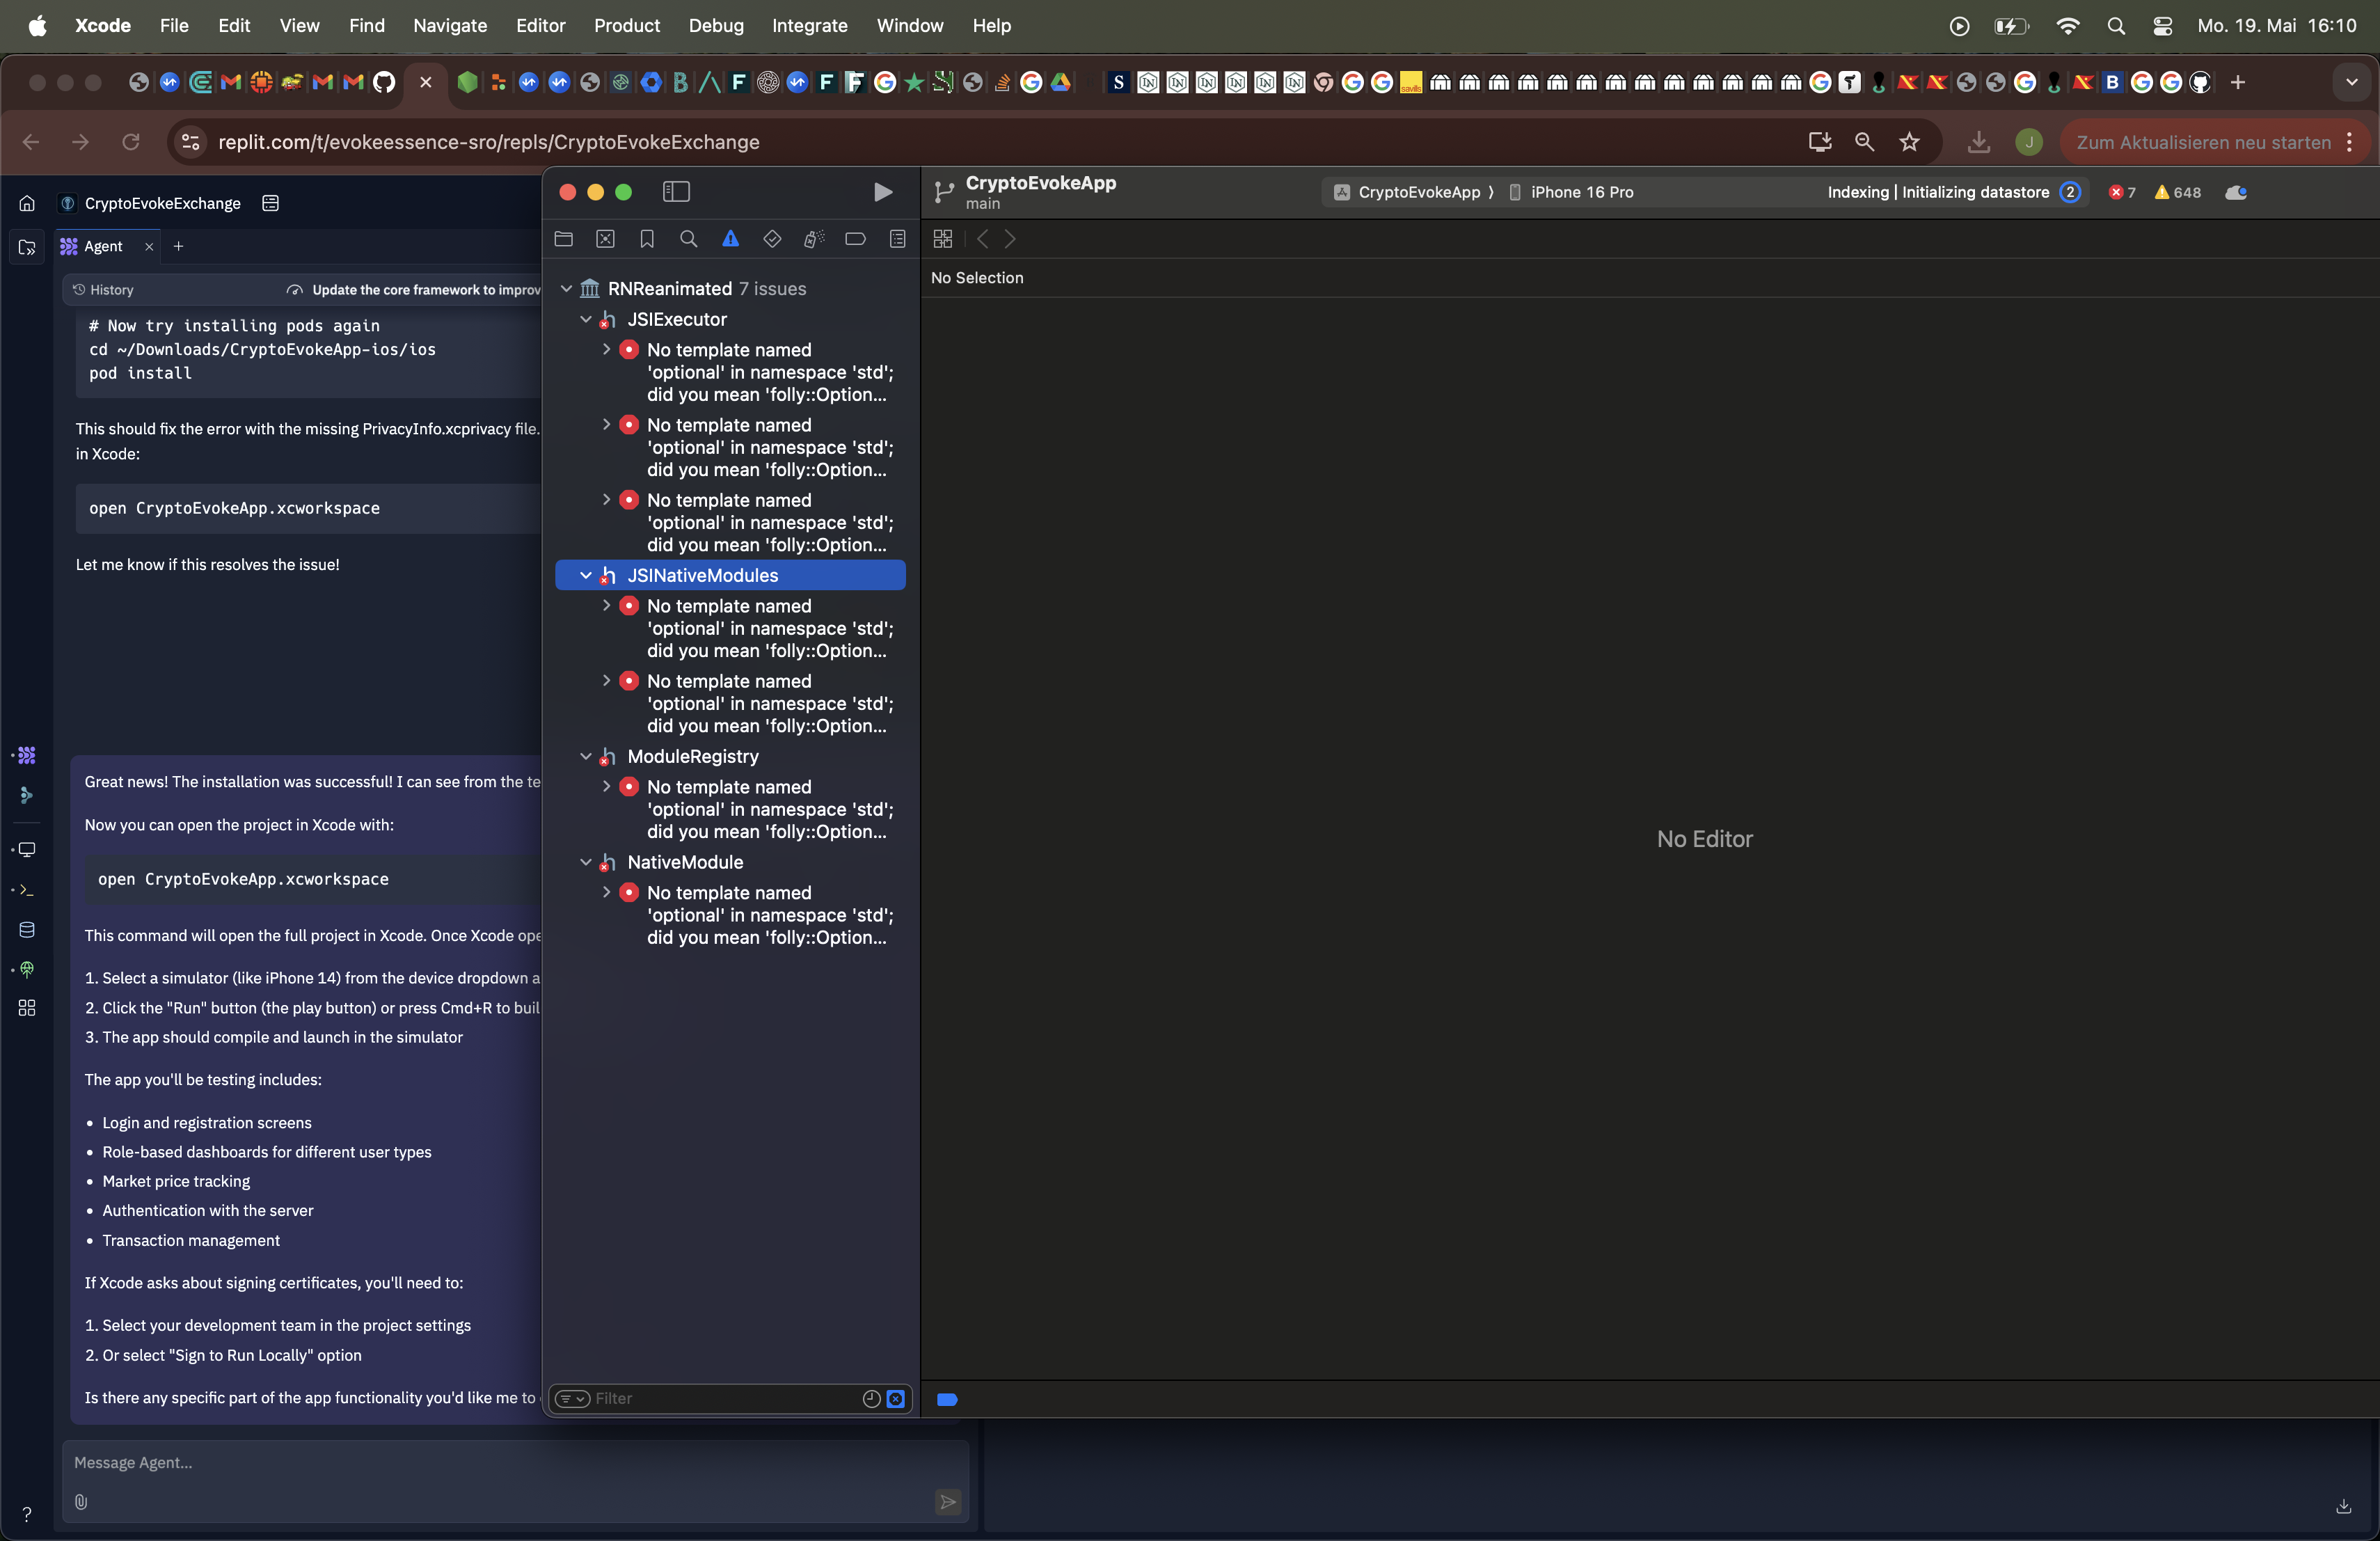 Xcode File Edit View Find Navigate Editor Product Debug Integrate Window Help
Mo. 19. Mai 16:10
replit.com/t/evokeessence-sro/repls/CryptoEvokeExchange
Zum Aktualisieren neu starten
CryptoEvokeExchange
Agent
History
Update the core framework to improv
# Now try installing pods again
cd ~/Downloads/CryptoEvokeApp-ios/ios
pod install
This should fix the error with the missing PrivacyInfo.xcprivacy file.
in Xcode:
open CryptoEvokeApp.xcworkspace
Let me know if this resolves the issue!
Great news! The installation was successful! I can see from the te
Now you can open the project in Xcode with:
open CryptoEvokeApp.xcworkspace
This command will open the full project in Xcode. Once Xcode ope
1. Select a simulator (like iPhone 14) from the device dropdown a
2. Click the "Run" button (the play button) or press Cmd+R to buil
3. The app should compile and launch in the simulator
The app you'll be testing includes:
• Login and registration screens
• Role-based dashboards for different user types
• Market price tracking
• Authentication with the server
• Transaction management
If Xcode asks about signing certificates, you'll need to:
1. Select your development team in the project settings
2. Or select "Sign to Run Locally" option
Is there any specific part of the app functionality you'd like me to
Message Agent...
CryptoEvokeApp
main
CryptoEvokeApp ⟩ iPhone 16 Pro
Indexing | Initializing datastore 2
7
648
No Selection
RNReanimated 7 issues
JSIExecutor
No template named
'optional' in namespace 'std';
did you mean 'folly::Option...
No template named
'optional' in namespace 'std';
did you mean 'folly::Option...
No template named
'optional' in namespace 'std';
did you mean 'folly::Option...
JSINativeModules
No template named
'optional' in namespace 'std';
did you mean 'folly::Option...
No template named
'optional' in namespace 'std';
did you mean 'folly::Option...
ModuleRegistry
No template named
'optional' in namespace 'std';
did you mean 'folly::Option...
NativeModule
No template named
'optional' in namespace 'std';
did you mean 'folly::Option...
Filter
No Editor